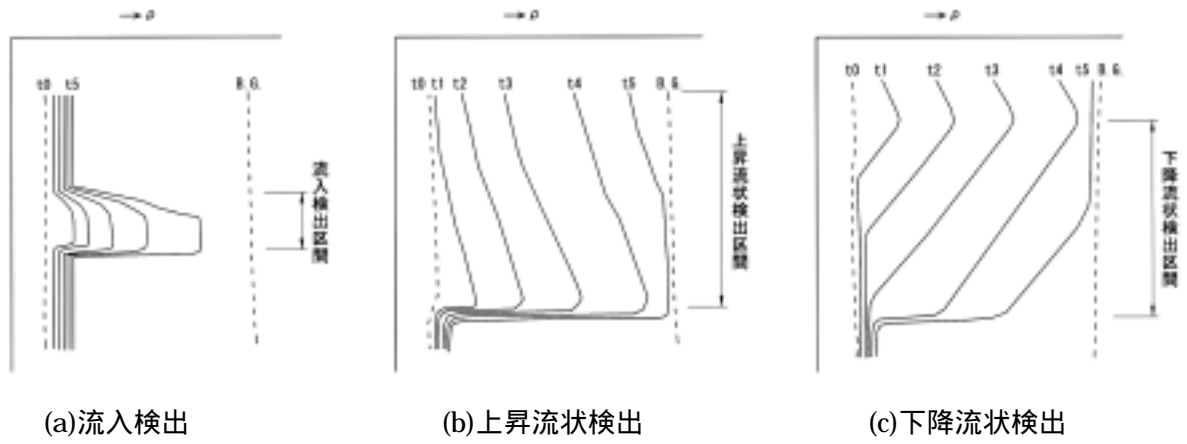 →ρ
t0 t5 B.G.
流入検出区間
(a)流入検出
→ρ
t0 t1 t2 t3 t4 t5 B.G.
上昇流状検出区間
(b)上昇流状検出
→ρ
t0 t1 t2 t3 t4 t5 B.G.
下降流状検出区間
(c)下降流状検出